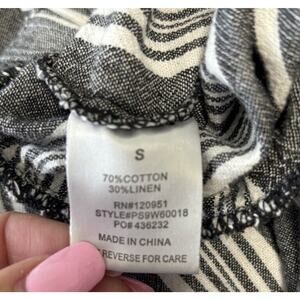 S
70%COTTON
30%LINEN
RN#120951
STYLE#PS9W60018
PO# 436232
MADE IN CHINA
REVERSE FOR CARE